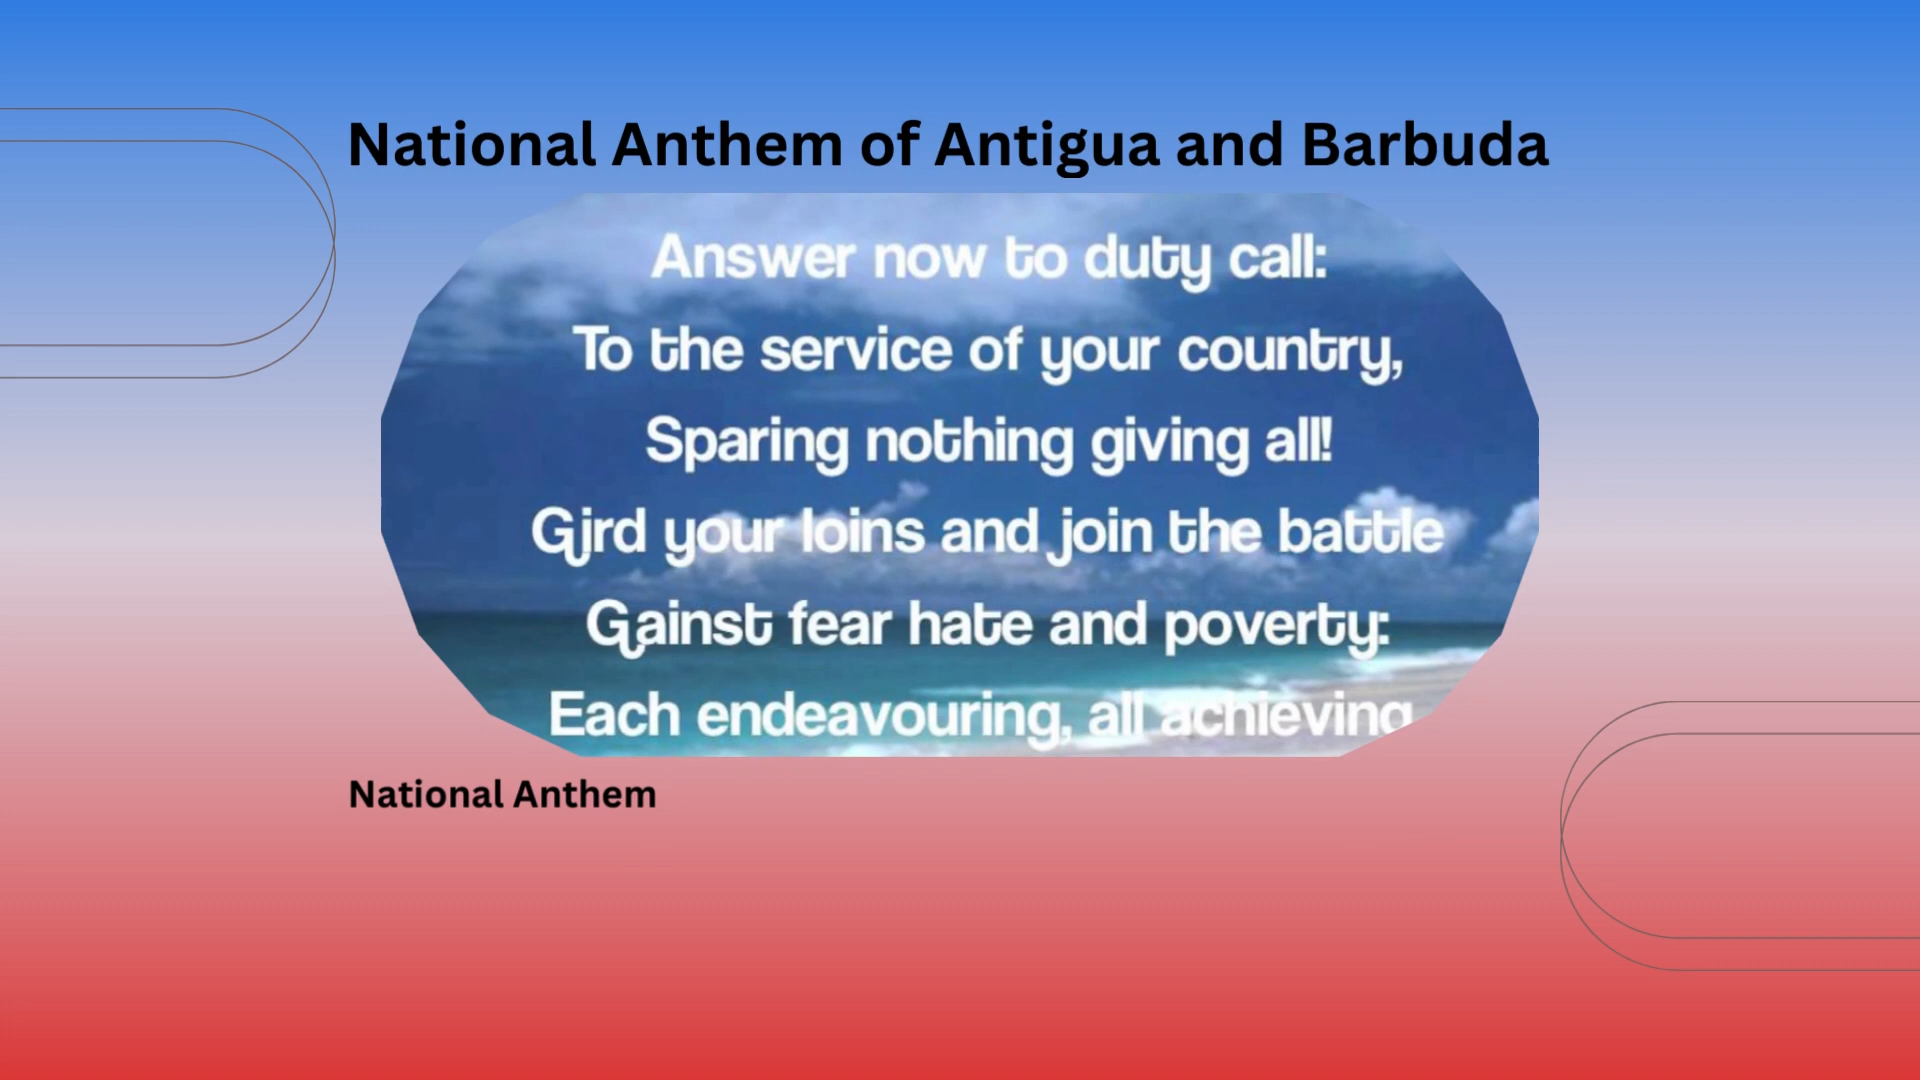 National Anthem of Antigua and Barbuda
Answer now to duty call:
To the service of your country,
Sparing nothing giving all!
Gird your loins and join the battle
Gainst fear hate and poverty:
Each endeavouring, all achieving
National Anthem